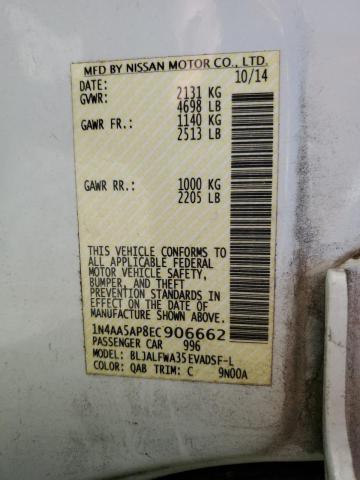 MFD BY NISSAN MOTOR CO., LTD.
DATE: 10/14
GVWR: 2131 KG
4698 LB
GAWR FR.: 1140 KG
2513 LB
GAWR RR.: 1000 KG
2205 LB
THIS VEHICLE CONFORMS TO
ALL APPLICABLE FEDERAL
MOTOR VEHICLE SAFETY,
BUMPER, AND THEFT
PREVENTION STANDARDS IN
EFFECT ON THE DATE OF
MANUFACTURE SHOWN ABOVE.
1N4AA5AP8EC906662
PASSENGER CAR 996
MODEL: BLJALFWA35EVADSF-L
COLOR: QAB TRIM: C 9N00A